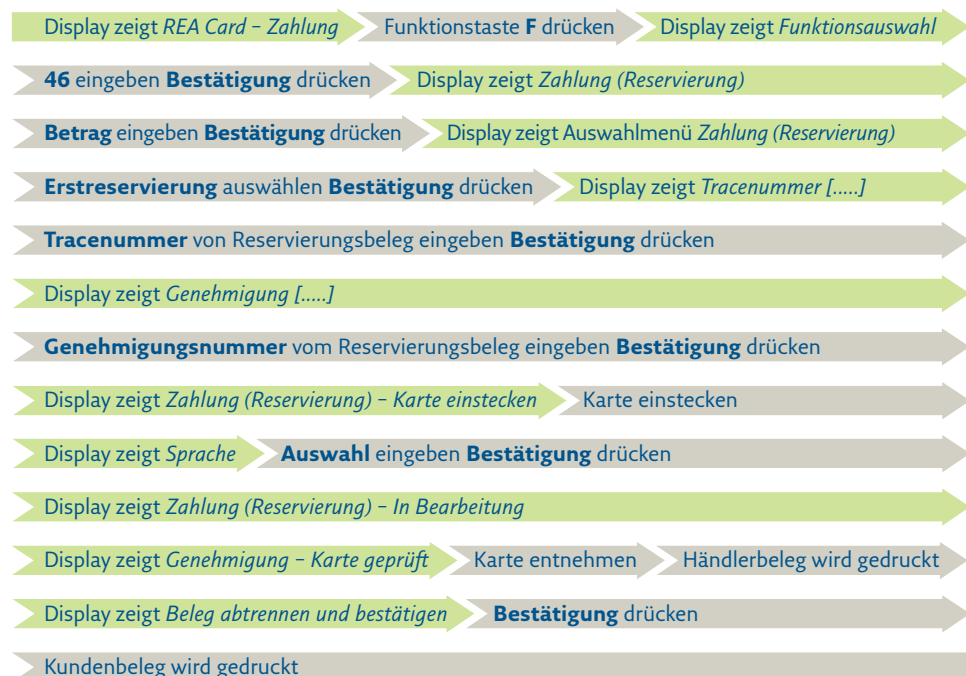 Display zeigt REA Card – Zahlung Funktionstaste F drücken Display zeigt Funktionsauswahl
46 eingeben Bestätigung drücken Display zeigt Zahlung (Reservierung)
Betrag eingeben Bestätigung drücken Display zeigt Auswahlmenü Zahlung (Reservierung)
Erstreservierung auswählen Bestätigung drücken Display zeigt Tracenummer [.....]
Tracenummer von Reservierungsbeleg eingeben Bestätigung drücken
Display zeigt Genehmigung [.....]
Genehmigungsnummer vom Reservierungsbeleg eingeben Bestätigung drücken
Display zeigt Zahlung (Reservierung) – Karte einstecken Karte einstecken
Display zeigt Sprache Auswahl eingeben Bestätigung drücken
Display zeigt Zahlung (Reservierung) – In Bearbeitung
Display zeigt Genehmigung – Karte geprüft Karte entnehmen Händlerbeleg wird gedruckt
Display zeigt Beleg abtrennen und bestätigen Bestätigung drücken
Kundenbeleg wird gedruckt